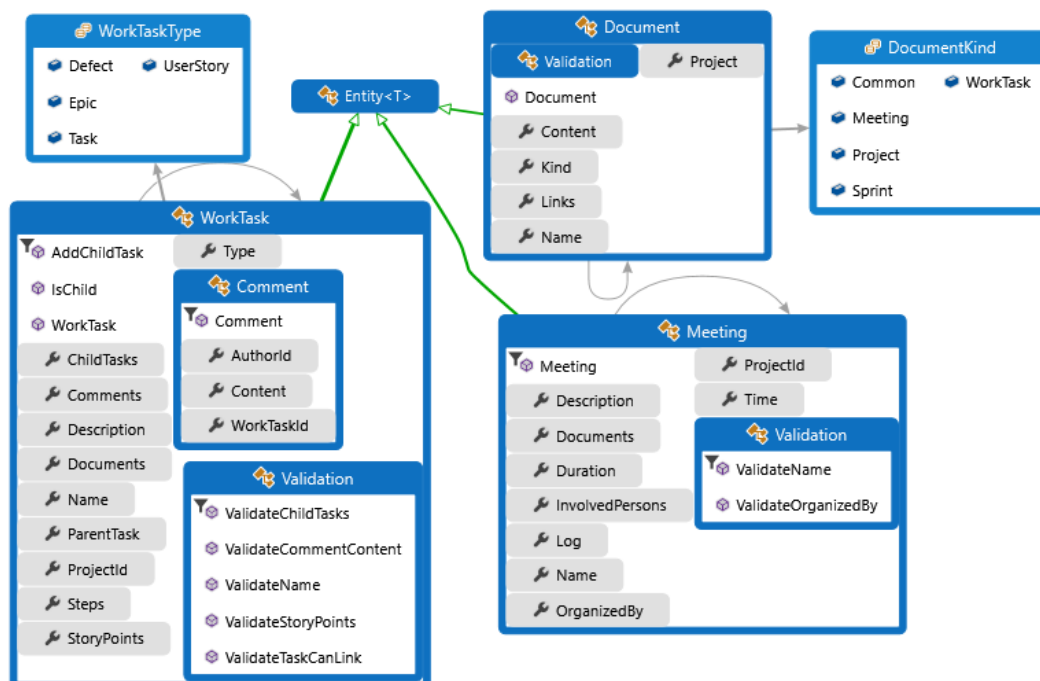 WorkTaskType
Defect UserStory
Epic
Task
Entity<T>
Document
Validation Project
Document
Content
Kind
Links
Name
DocumentKind
Common WorkTask
Meeting
Project
Sprint
WorkTask
AddChildTask
IsChild
WorkTask
ChildTasks
Comments
Description
Documents
Name
ParentTask
ProjectId
Steps
StoryPoints
Type
Comment
Comment
AuthorId
Content
WorkTaskId
Validation
ValidateChildTasks
ValidateCommentContent
ValidateName
ValidateStoryPoints
ValidateTaskCanLink
Meeting
Meeting
Description
Documents
Duration
InvolvedPersons
Log
Name
OrganizedBy
ProjectId
Time
Validation
ValidateName
ValidateOrganizedBy